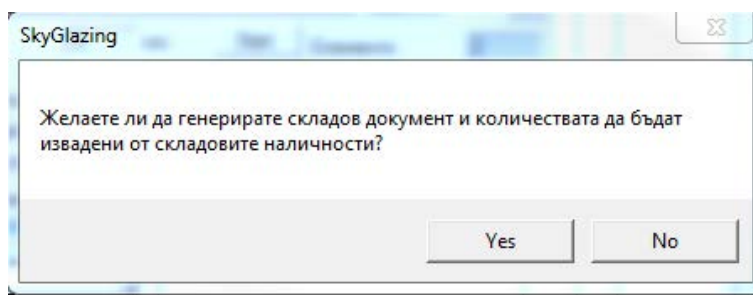 SkyGlazing
Желаете ли да генерирате складов документ и количествата да бъдат
извадени от складовите наличности?
Yes
No